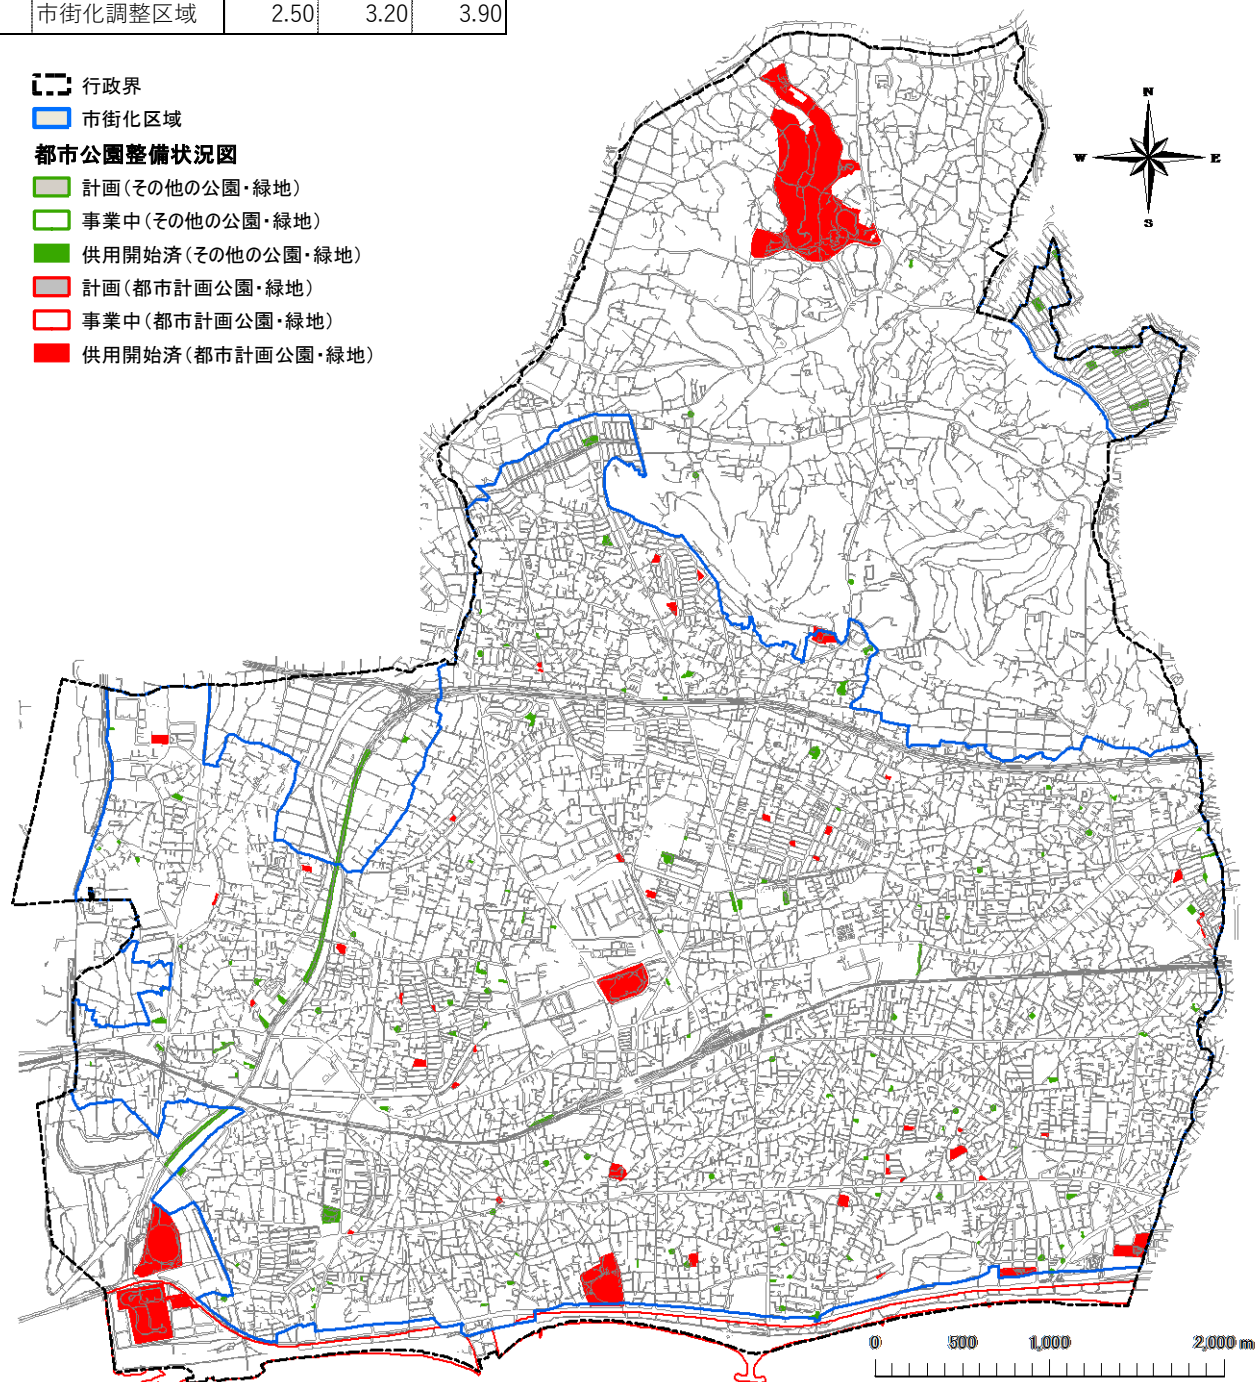 市街化調整区域 2.50 3.20 3.90
行政界
市街化区域
都市公園整備状況図
計画(その他の公園・緑地)
事業中(その他の公園・緑地)
供用開始済(その他の公園・緑地)
計画(都市計画公園・緑地)
事業中(都市計画公園・緑地)
供用開始済(都市計画公園・緑地)
N
W E
S
0 500 1,000 2,000 m